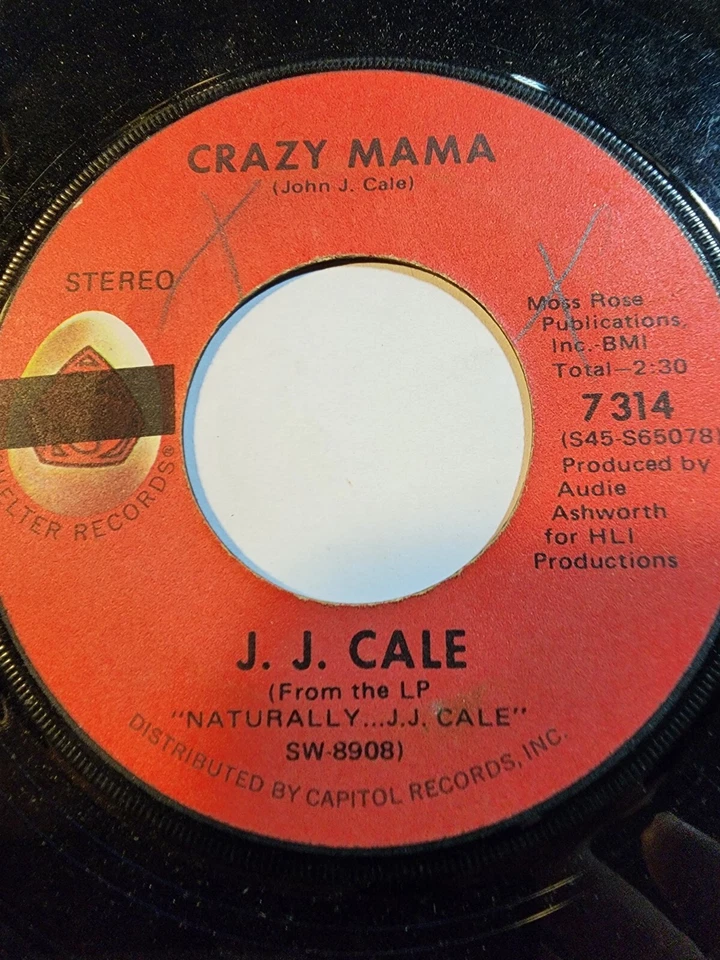 CRAZY MAMA
(John J. Cale)
STEREO
Moss Rose
Publications,
Inc.-BMI
Total—2:30
7314
(S45-S65078)
Produced by
Audie
Ashworth
for HLI
Productions
RECORDS®
J. J. CALE
(From the LP
"NATURALLY...J.J. CALE"
SW-8908)
DISTRIBUTED BY CAPITOL RECORDS, INC.